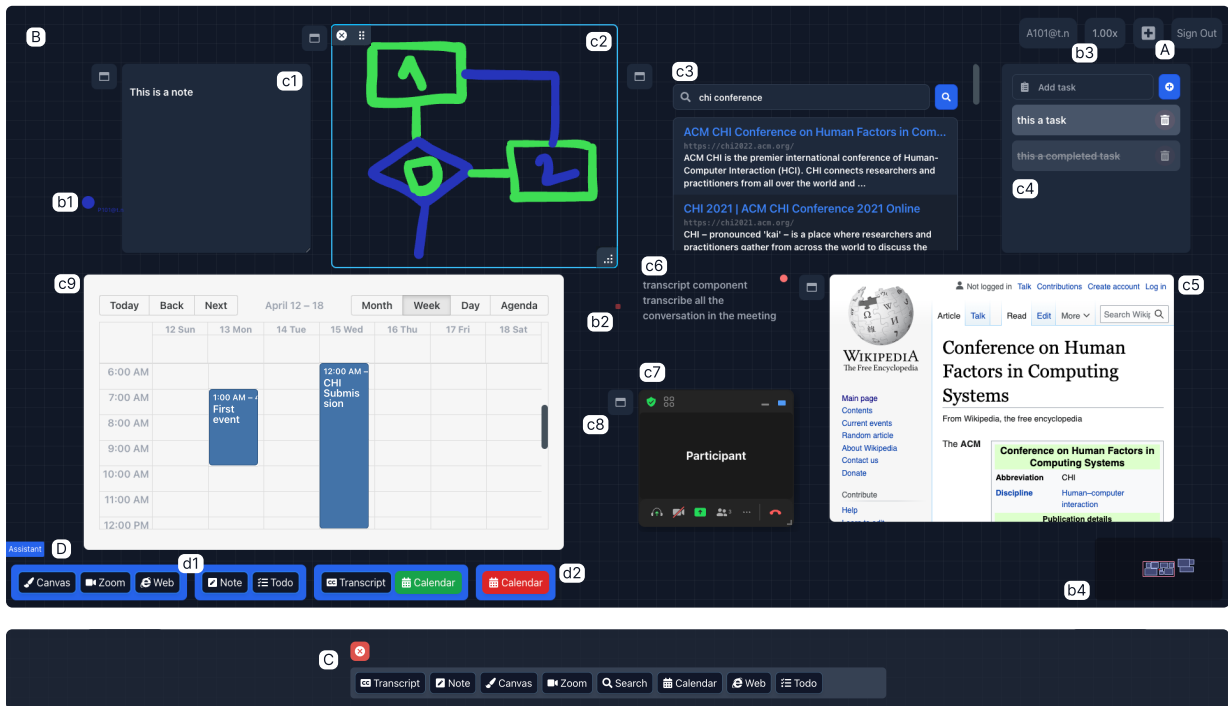 B
A101@t.n
1.00x
Sign Out
b3
A
c1
This is a note
c2
1
2
D
c3
chi conference
ACM CHI Conference on Human Factors in Com...
https://chi2022.acm.org/
ACM CHI is the premier international conference of Human-
Computer Interaction (HCI). CHI connects researchers and
practitioners from all over the world and ...
CHI 2021 | ACM CHI Conference 2021 Online
https://chi2021.acm.org/
CHI – pronounced 'kai' – is a place where researchers and
practitioners gather from across the world to discuss the
Add task
this a task
this a completed task
c4
b1
c9
Today Back Next
April 12 – 18
Month Week Day Agenda
12 Sun 13 Mon 14 Tue 15 Wed 16 Thu 17 Fri 18 Sat
6:00 AM
7:00 AM
8:00 AM
9:00 AM
10:00 AM
11:00 AM
12:00 PM
1:00 AM –
First
event
12:00 AM –
CHI
Submis
sion
b2
c6
transcript component
transcribe all the
conversation in the meeting
c7
c8
Participant
c5
Not logged in Talk Contributions Create account Log in
Article Talk Read Edit More
Search Wiki
WIKIPEDIA
The Free Encyclopedia
Main page
Contents
Current events
Random article
About Wikipedia
Contact us
Donate
Contribute
Help
Conference on Human
Factors in Computing
Systems
From Wikipedia, the free encyclopedia
The ACM
Conference on Human Factors in
Computing Systems
Abbreviation CHI
Discipline Human–computer
interaction
Publication details
Assistant
D
d1
d2
Canvas Zoom Web Note Todo Transcript Calendar Calendar
b4
C
Transcript Note Canvas Zoom Search Calendar Web Todo